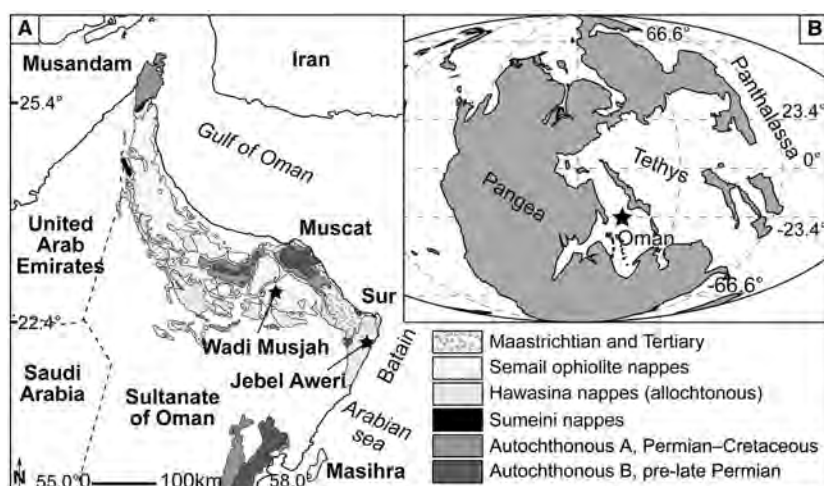 A
Musandam
Iran
25.4°
Gulf of Oman
United
Arab
Emirates
Muscat
Sur
Wadi Musjah
22.4°
Jebel Aweri
Batain
Saudi
Arabia
Sultanate
of Oman
Arabian
sea
Masihra
N
55.0°
100km
58.0°
B
66.6°
Panthalassa
23.4°
Tethys
0°
Pangea
Oman
-23.4°
-66.6°
Maastrichtian and Tertiary
Semail ophiolite nappes
Hawasina nappes (allochtonous)
Sumeini nappes
Autochthonous A, Permian–Cretaceous
Autochthonous B, pre-late Permian